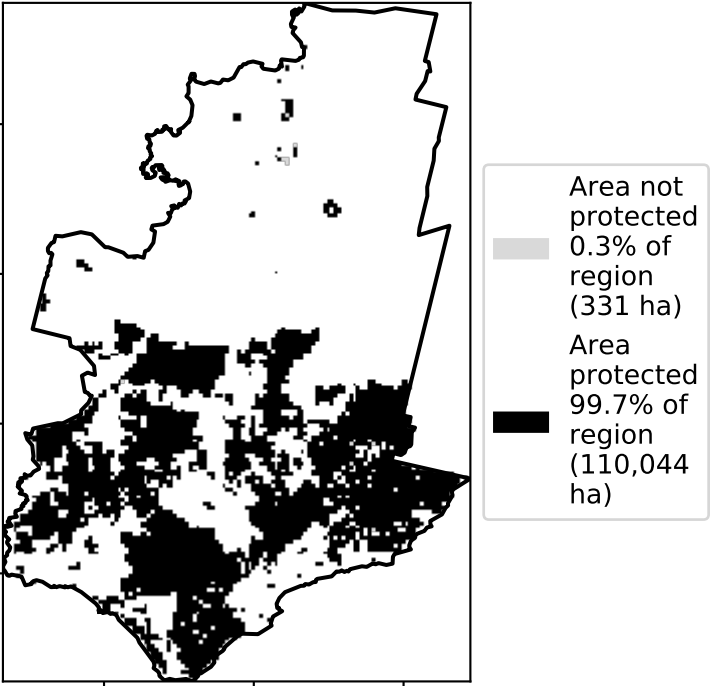 Area not
protected
0.3% of
region
(331 ha)
Area
protected
99.7% of
region
(110,044
ha)